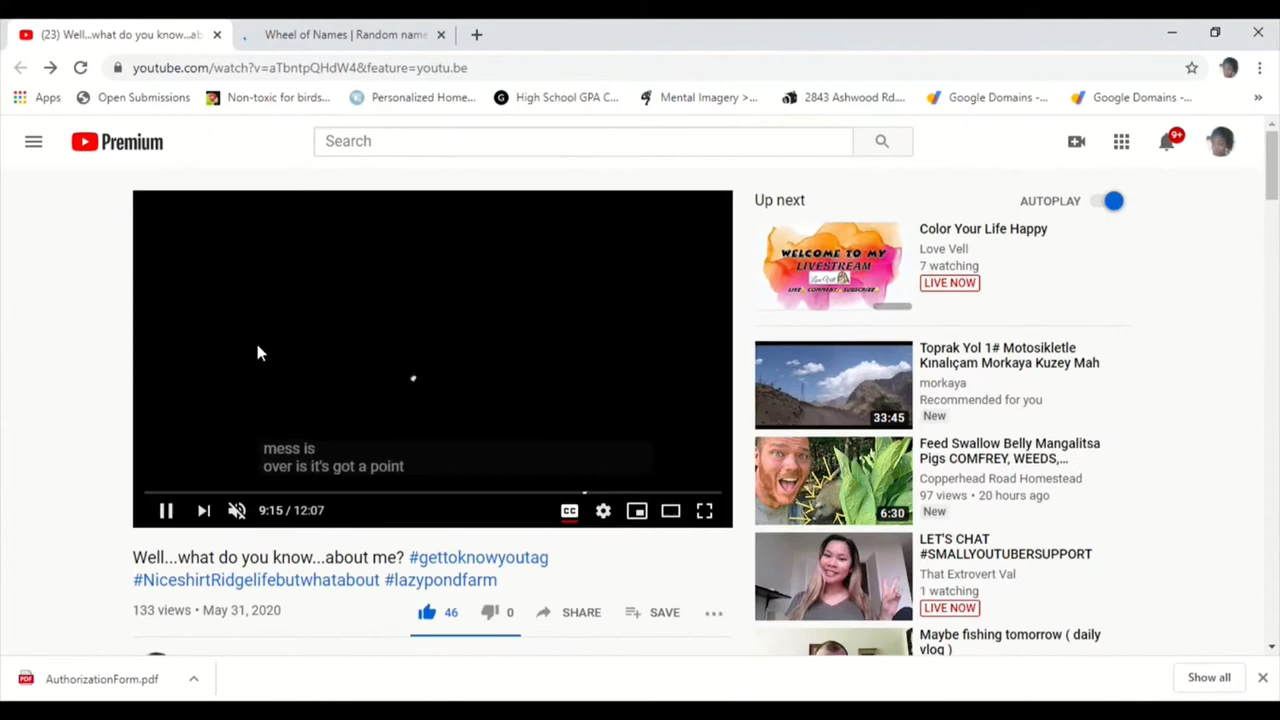 (23) Well...what do you know...ab
Wheel of Names | Random name
youtube.com/watch?v=aTbntpQHdW4&feature=youtu.be
Apps
Open Submissions
Non-toxic for birds...
Personalized Home...
High School GPA C...
Mental Imagery >...
2843 Ashwood Rd....
Google Domains -...
Google Domains -...
Premium
Search
9+
Up next
AUTOPLAY
WELCOME TO MY
LIVESTREAM
LIKE COMMENT SUBSCRIBE
Color Your Life Happy
Love Vell
7 watching
LIVE NOW
Toprak Yol 1# Motosikletle
Kınalıçam Morkaya Kuzey Mah
morkaya
Recommended for you
New
33:45
Feed Swallow Belly Mangalitsa
Pigs COMFREY, WEEDS,...
Copperhead Road Homestead
97 views • 20 hours ago
New
6:30
LET'S CHAT
#SMALLYOUTUBERSUPPORT
That Extrovert Val
1 watching
LIVE NOW
Maybe fishing tomorrow ( daily
vlog )
mess is
over is it's got a point
9:15 / 12:07
CC
Well...what do you know...about me? #gettoknowyoutag
#NiceshirtRidgelifebutwhatabout #lazypondfarm
133 views • May 31, 2020
46
0
SHARE
SAVE
AuthorizationForm.pdf
Show all